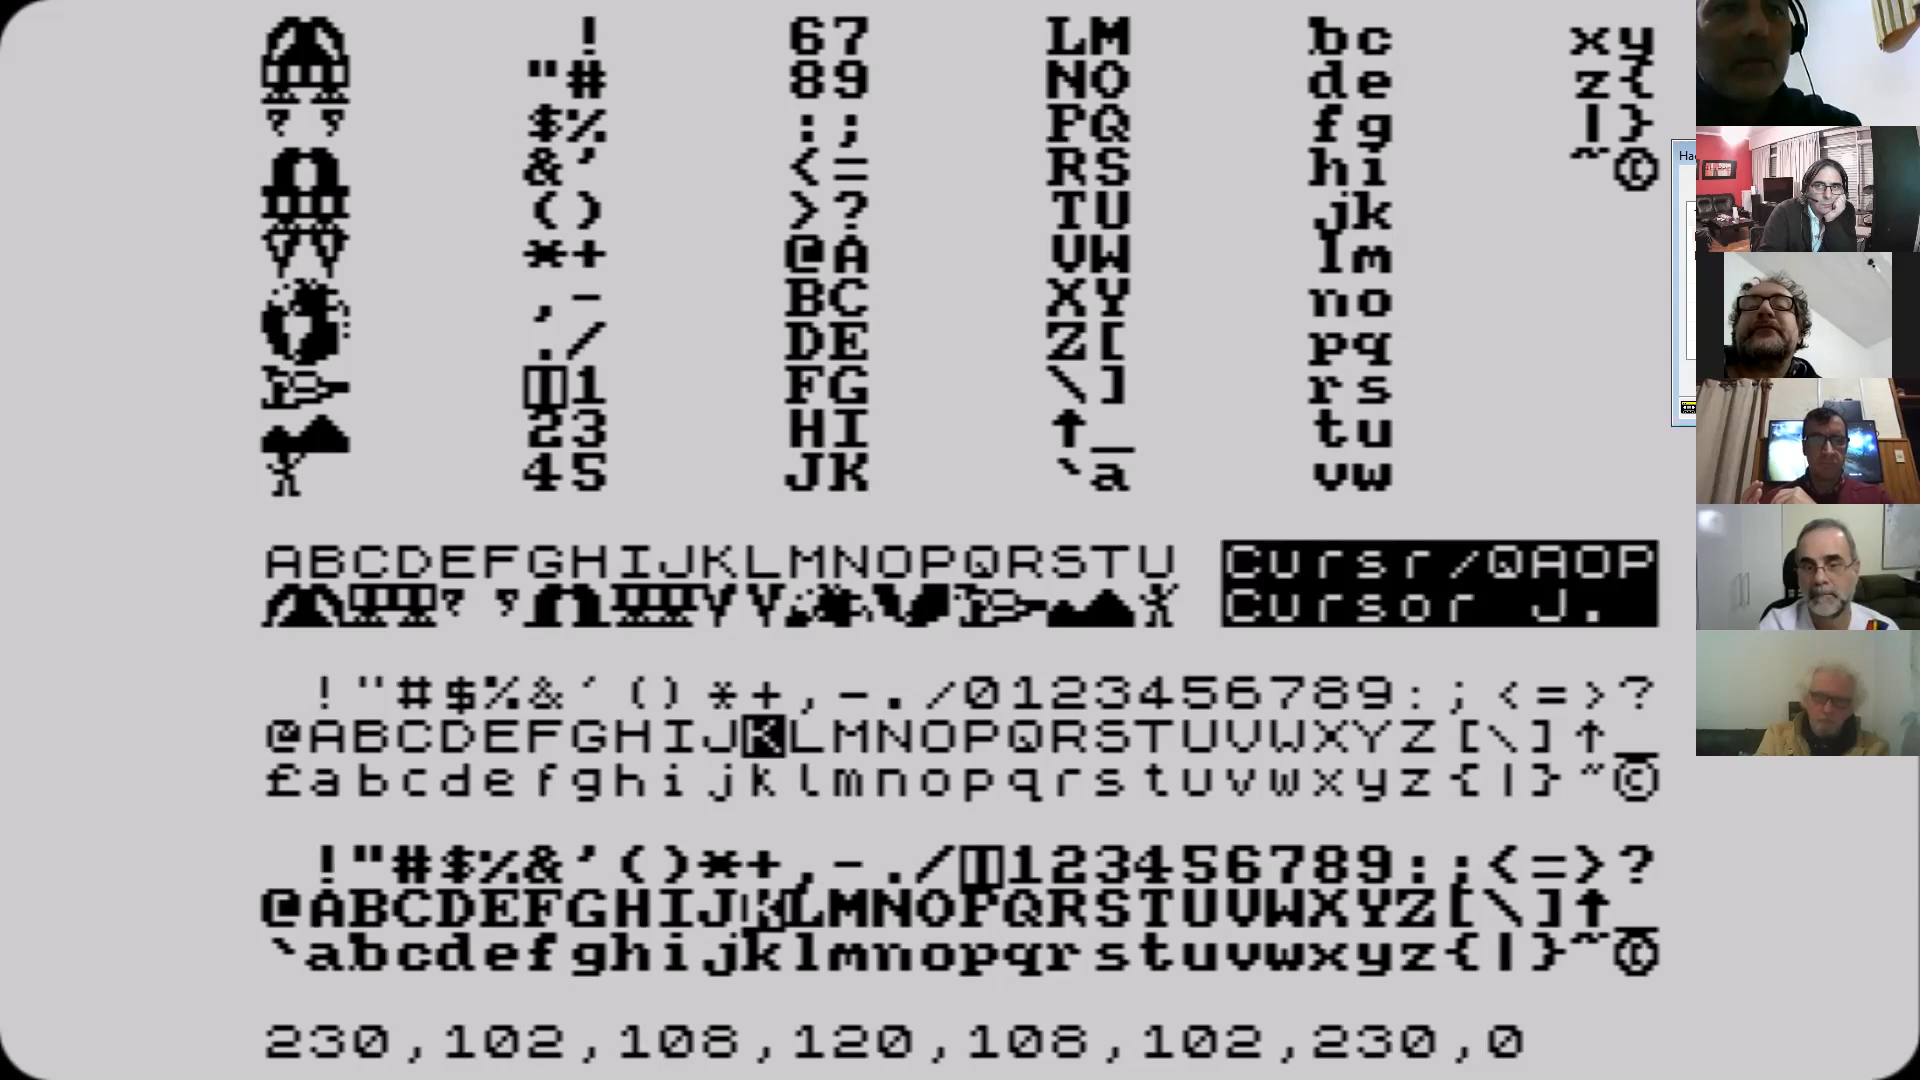 ! 67 LM bc xy
"# 89 NO de z{
$% :; PQ fg |}
&' <= RS hi ~©
() >? TU jk
*+ @A VW lm
,- BC XY no
./ DE Z[ pq
1 FG \] rs
23 HI ↑_ tu
45 JK `a vw
ABCDEFGHIJKLMNOPQRSTU Cursr/QAOP
Cursor J.
!"#$%&'()*+,-./0123456789:;<=>?
@ABCDEFGHIJKLMNOPQRSTUVWXYZ[\]↑_
£abcdefghijklmnopqrstuvwxyz{|}~©
!"#$%&'()*+,-./123456789:;<=>?
@ABCDEFGHIJKLMNOPQRSTUVWXYZ[\]↑_
`abcdefghijklmnopqrstuvwxyz{|}~©
230,102,108,120,108,102,230,0